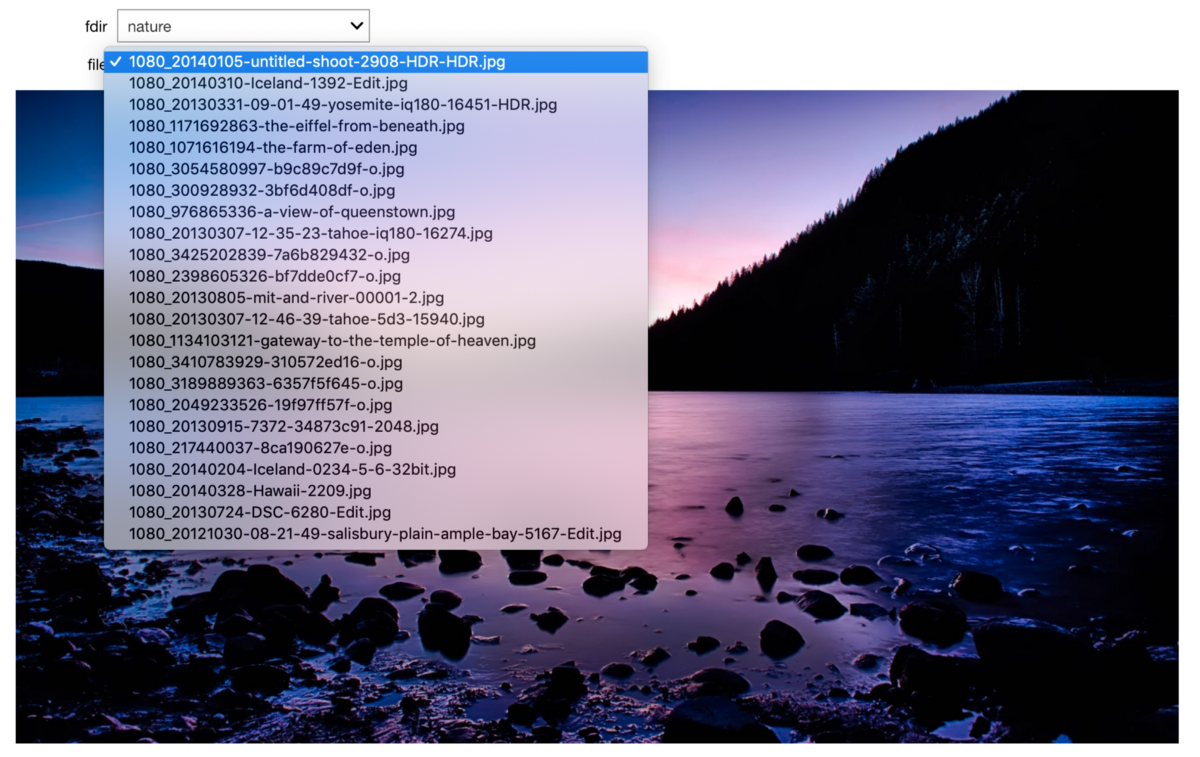 fdir nature
file ✓ 1080_20140105-untitled-shoot-2908-HDR-HDR.jpg
1080_20140310-Iceland-1392-Edit.jpg
1080_20130331-09-01-49-yosemite-iq180-16451-HDR.jpg
1080_1171692863-the-eiffel-from-beneath.jpg
1080_1071616194-the-farm-of-eden.jpg
1080_3054580997-b9c89c7d9f-o.jpg
1080_300928932-3bf6d408df-o.jpg
1080_976865336-a-view-of-queenstown.jpg
1080_20130307-12-35-23-tahoe-iq180-16274.jpg
1080_3425202839-7a6b829432-o.jpg
1080_2398605326-bf7dde0cf7-o.jpg
1080_20130805-mit-and-river-00001-2.jpg
1080_20130307-12-46-39-tahoe-5d3-15940.jpg
1080_1134103121-gateway-to-the-temple-of-heaven.jpg
1080_3410783929-310572ed16-o.jpg
1080_3189889363-6357f5f645-o.jpg
1080_2049233526-19f97ff57f-o.jpg
1080_20130915-7372-34873c91-2048.jpg
1080_217440037-8ca190627e-o.jpg
1080_20140204-Iceland-0234-5-6-32bit.jpg
1080_20140328-Hawaii-2209.jpg
1080_20130724-DSC-6280-Edit.jpg
1080_20121030-08-21-49-salisbury-plain-ample-bay-5167-Edit.jpg